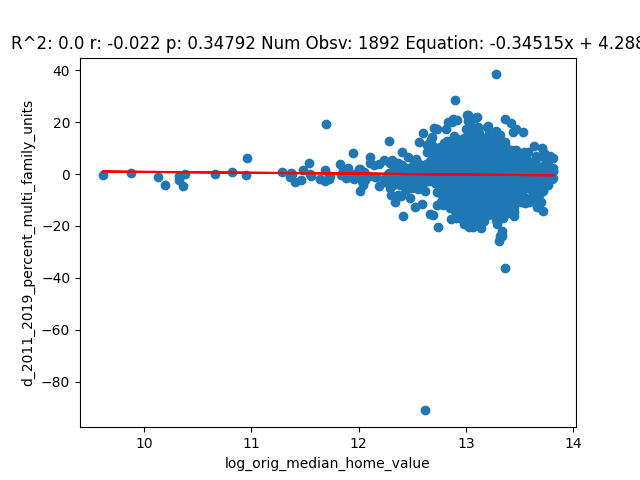 R^2: 0.0 r: -0.022 p: 0.34792 Num Obsv: 1892 Equation: -0.34515x + 4.288
40
20
0
−20
−40
−60
−80
d_2011_2019_percent_multi_family_units
10 11 12 13 14
log_orig_median_home_value